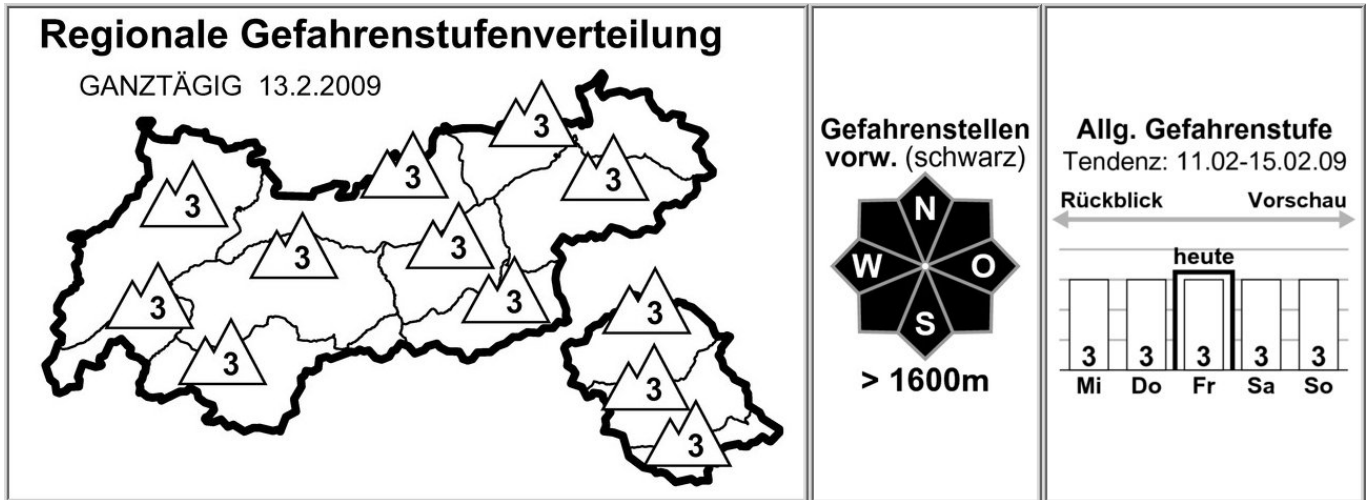 Regionale Gefahrenstufenverteilung
GANZTÄGIG 13.2.2009
3
3
3
3
3
3
3
3
3
3
3
3
3
Gefahrenstellen
vorw. (schwarz)
N
W O
S
> 1600m
Allg. Gefahrenstufe
Tendenz: 11.02-15.02.09
Rückblick Vorschau
heute
3 3 3 3 3
Mi Do Fr Sa So